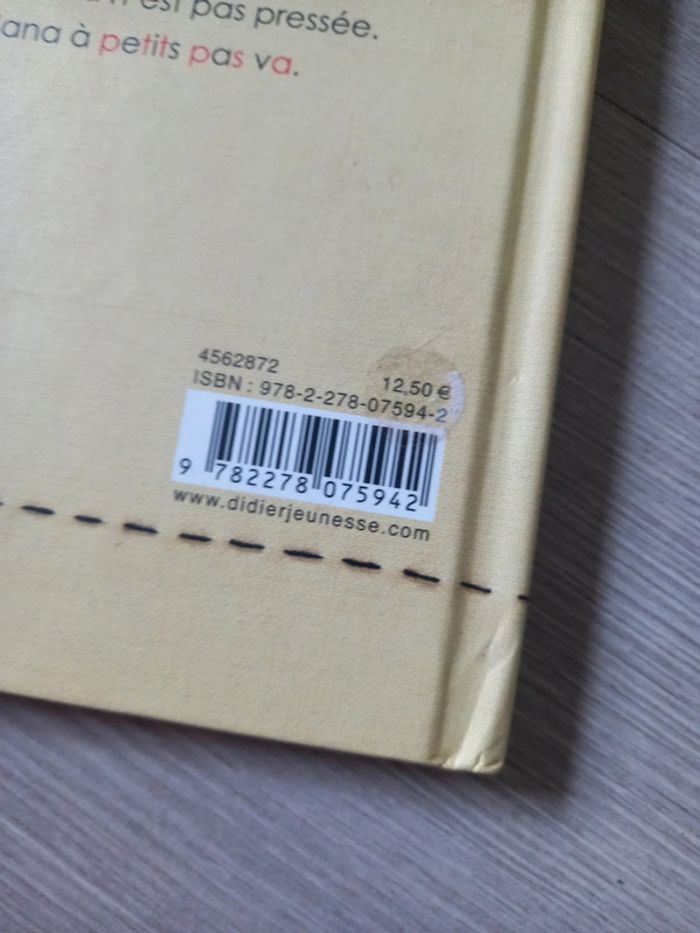 est pas pressée.
ana à petits pas va.
4562872
12,50 €
ISBN : 978-2-278-07594-2
9 782278 075942
www.didierjeunesse.com